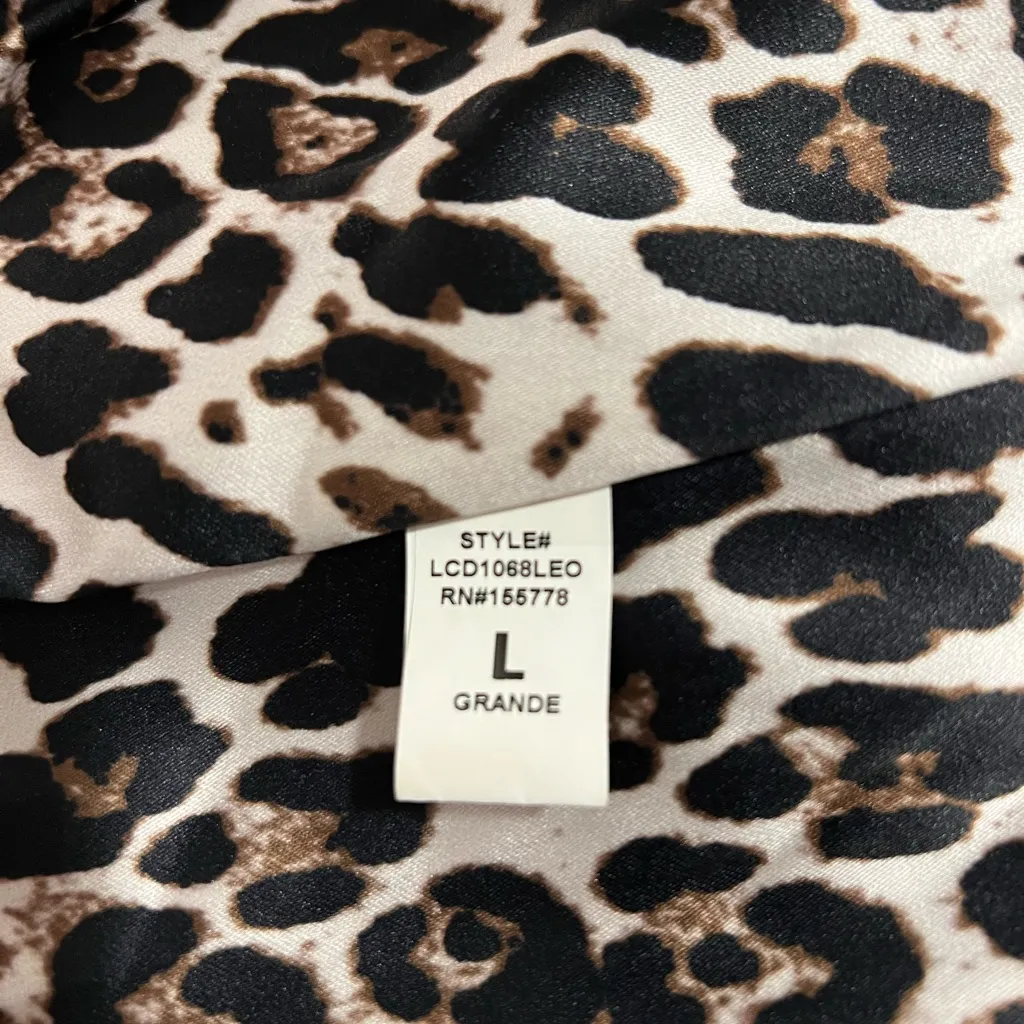 STYLE#
LCD1068LEO
RN#155778
L
GRANDE